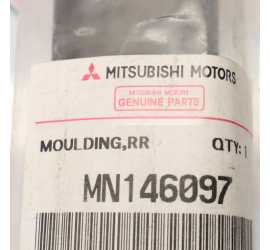 MITSUBISHI MOTORS
MITSUBISHI MOTORS
GENUINE PARTS
MOULDING,RR QTY: 1
MN146097